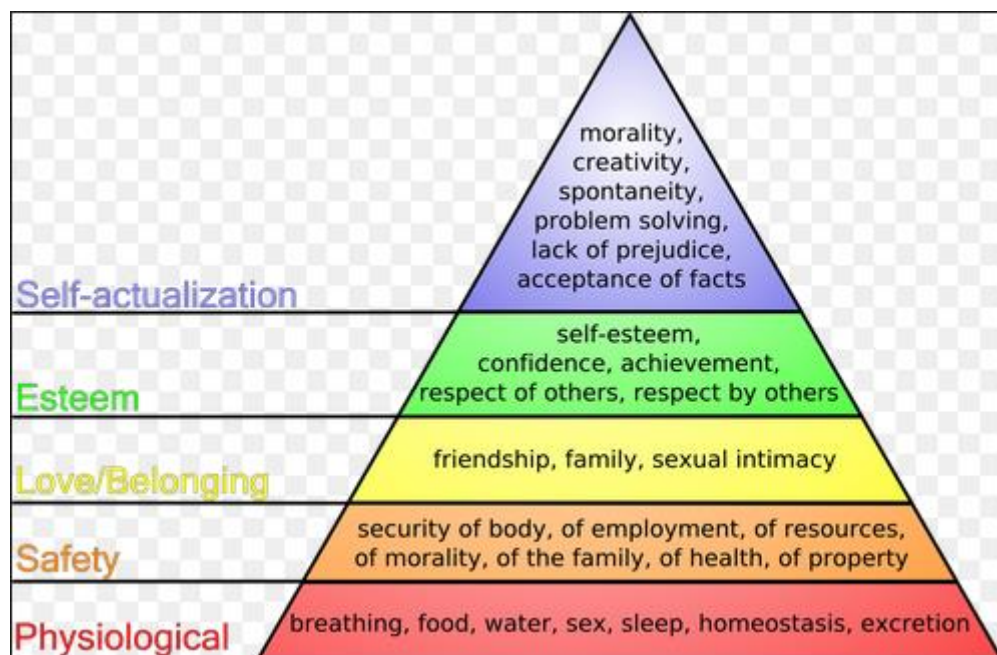 morality,
creativity,
spontaneity,
problem solving,
lack of prejudice,
acceptance of facts
Self-actualization
self-esteem,
confidence, achievement,
respect of others, respect by others
Esteem
friendship, family, sexual intimacy
Love/Belonging
security of body, of employment, of resources,
of morality, of the family, of health, of property
Safety
breathing, food, water, sex, sleep, homeostasis, excretion
Physiological